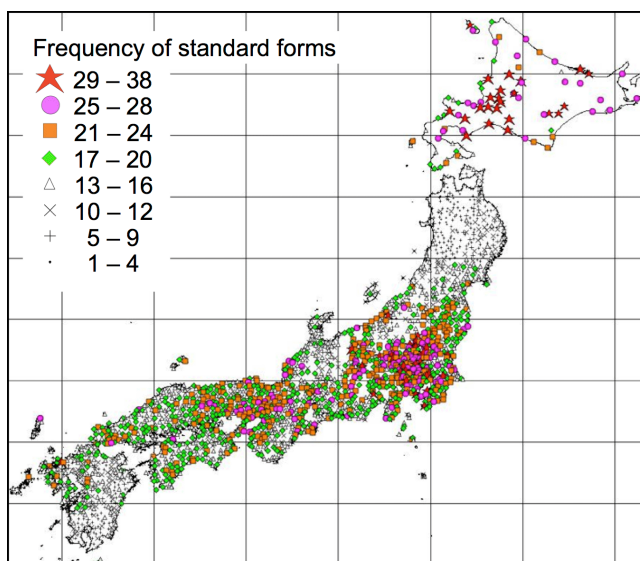 Frequency of standard forms
29 – 38
25 – 28
21 – 24
17 – 20
13 – 16
10 – 12
5 – 9
1 – 4